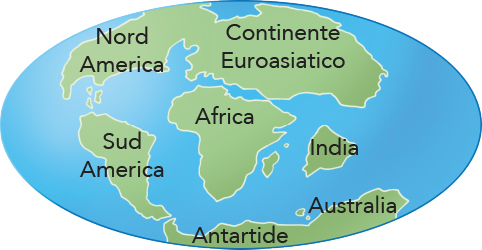 Nord
America
Continente
Euroasiatico
Africa
Sud
America
India
Australia
Antartide